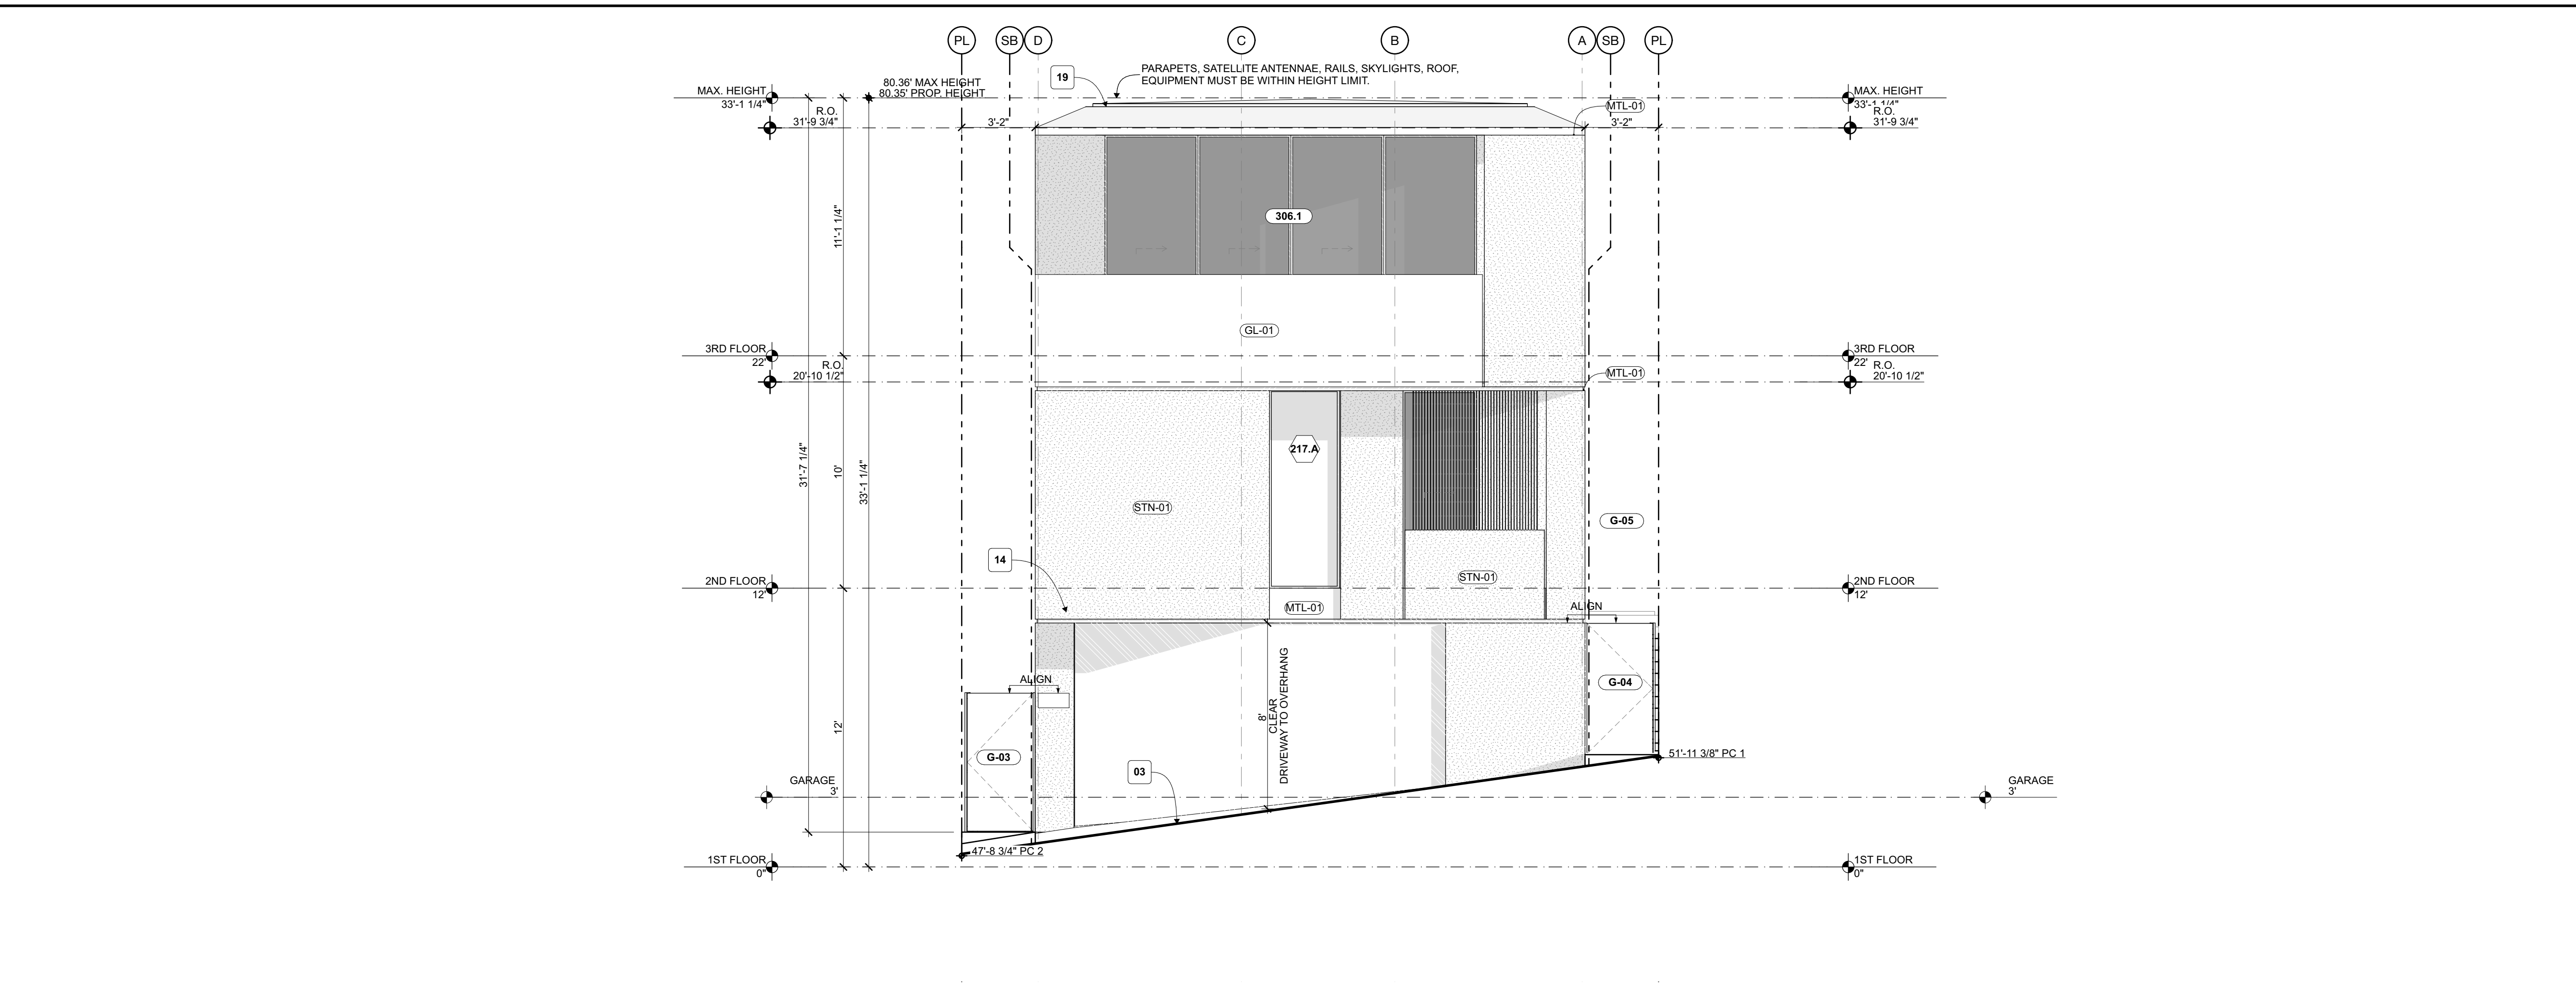 PL SB D C B A SB PL
19
PARAPETS, SATELLITE ANTENNAE, RAILS, SKYLIGHTS, ROOF,
EQUIPMENT MUST BE WITHIN HEIGHT LIMIT.
80.36' MAX HEIGHT
80.35' PROP. HEIGHT
MAX. HEIGHT
33'-1 1/4"
R.O.
31'-9 3/4"
3'-2"
3'-2"
MTL-01
MAX. HEIGHT
33'-1 1/4"
R.O.
31'-9 3/4"
306.1
11'-1 1/4"
GL-01
3RD FLOOR
22'
R.O.
20'-10 1/2"
3RD FLOOR
22'
R.O.
20'-10 1/2"
MTL-01
217.A
31'-7 1/4"
10'
33'-1 1/4"
STN-01
G-05
14
STN-01
2ND FLOOR
12'
2ND FLOOR
12'
MTL-01
ALIGN
ALIGN
G-04
8'
CLEAR
DRIVEWAY TO OVERHANG
12'
G-03
03
51'-11 3/8" PC 1
GARAGE
3'
GARAGE
3'
47'-8 3/4" PC 2
1ST FLOOR
0"
1ST FLOOR
0"